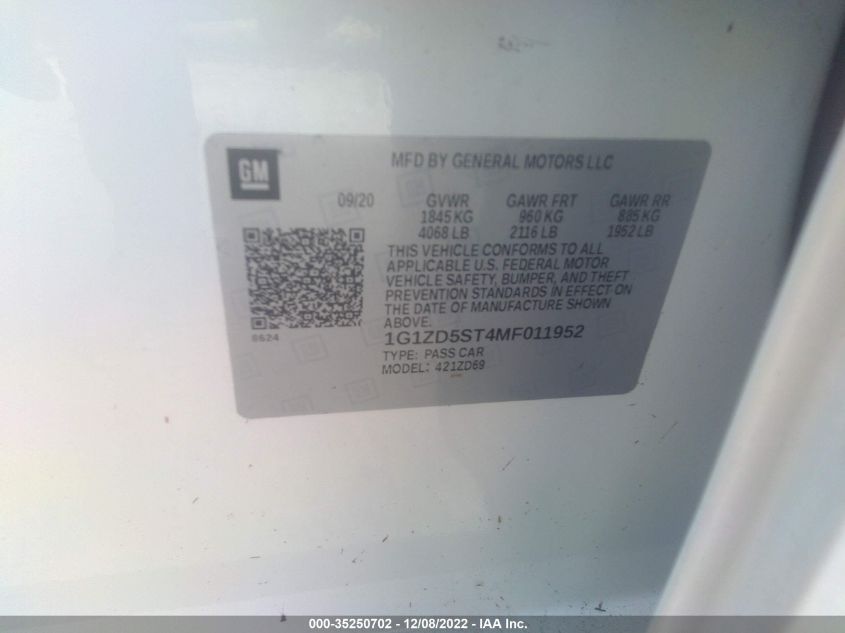 GM
MFD BY GENERAL MOTORS LLC
09/20 GVWR GAWR FRT GAWR RR
1845 KG 960 KG 885 KG
4068 LB 2116 LB 1952 LB
THIS VEHICLE CONFORMS TO ALL
APPLICABLE U.S. FEDERAL MOTOR
VEHICLE SAFETY, BUMPER, AND THEFT
PREVENTION STANDARDS IN EFFECT ON
THE DATE OF MANUFACTURE SHOWN
ABOVE.
8624
1G1ZD5ST4MF011952
TYPE: PASS CAR
MODEL: 421ZD69
000-35250702 - 12/08/2022 - IAA Inc.